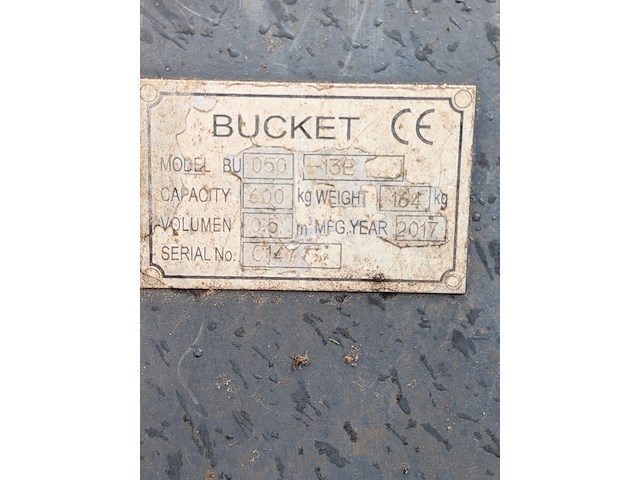 BUCKET CE
MODEL BU 050 -13B
CAPACITY 600 kg WEIGHT 164 kg
VOLUMEN 0.5 m³ MFG.YEAR 2017
SERIAL No.